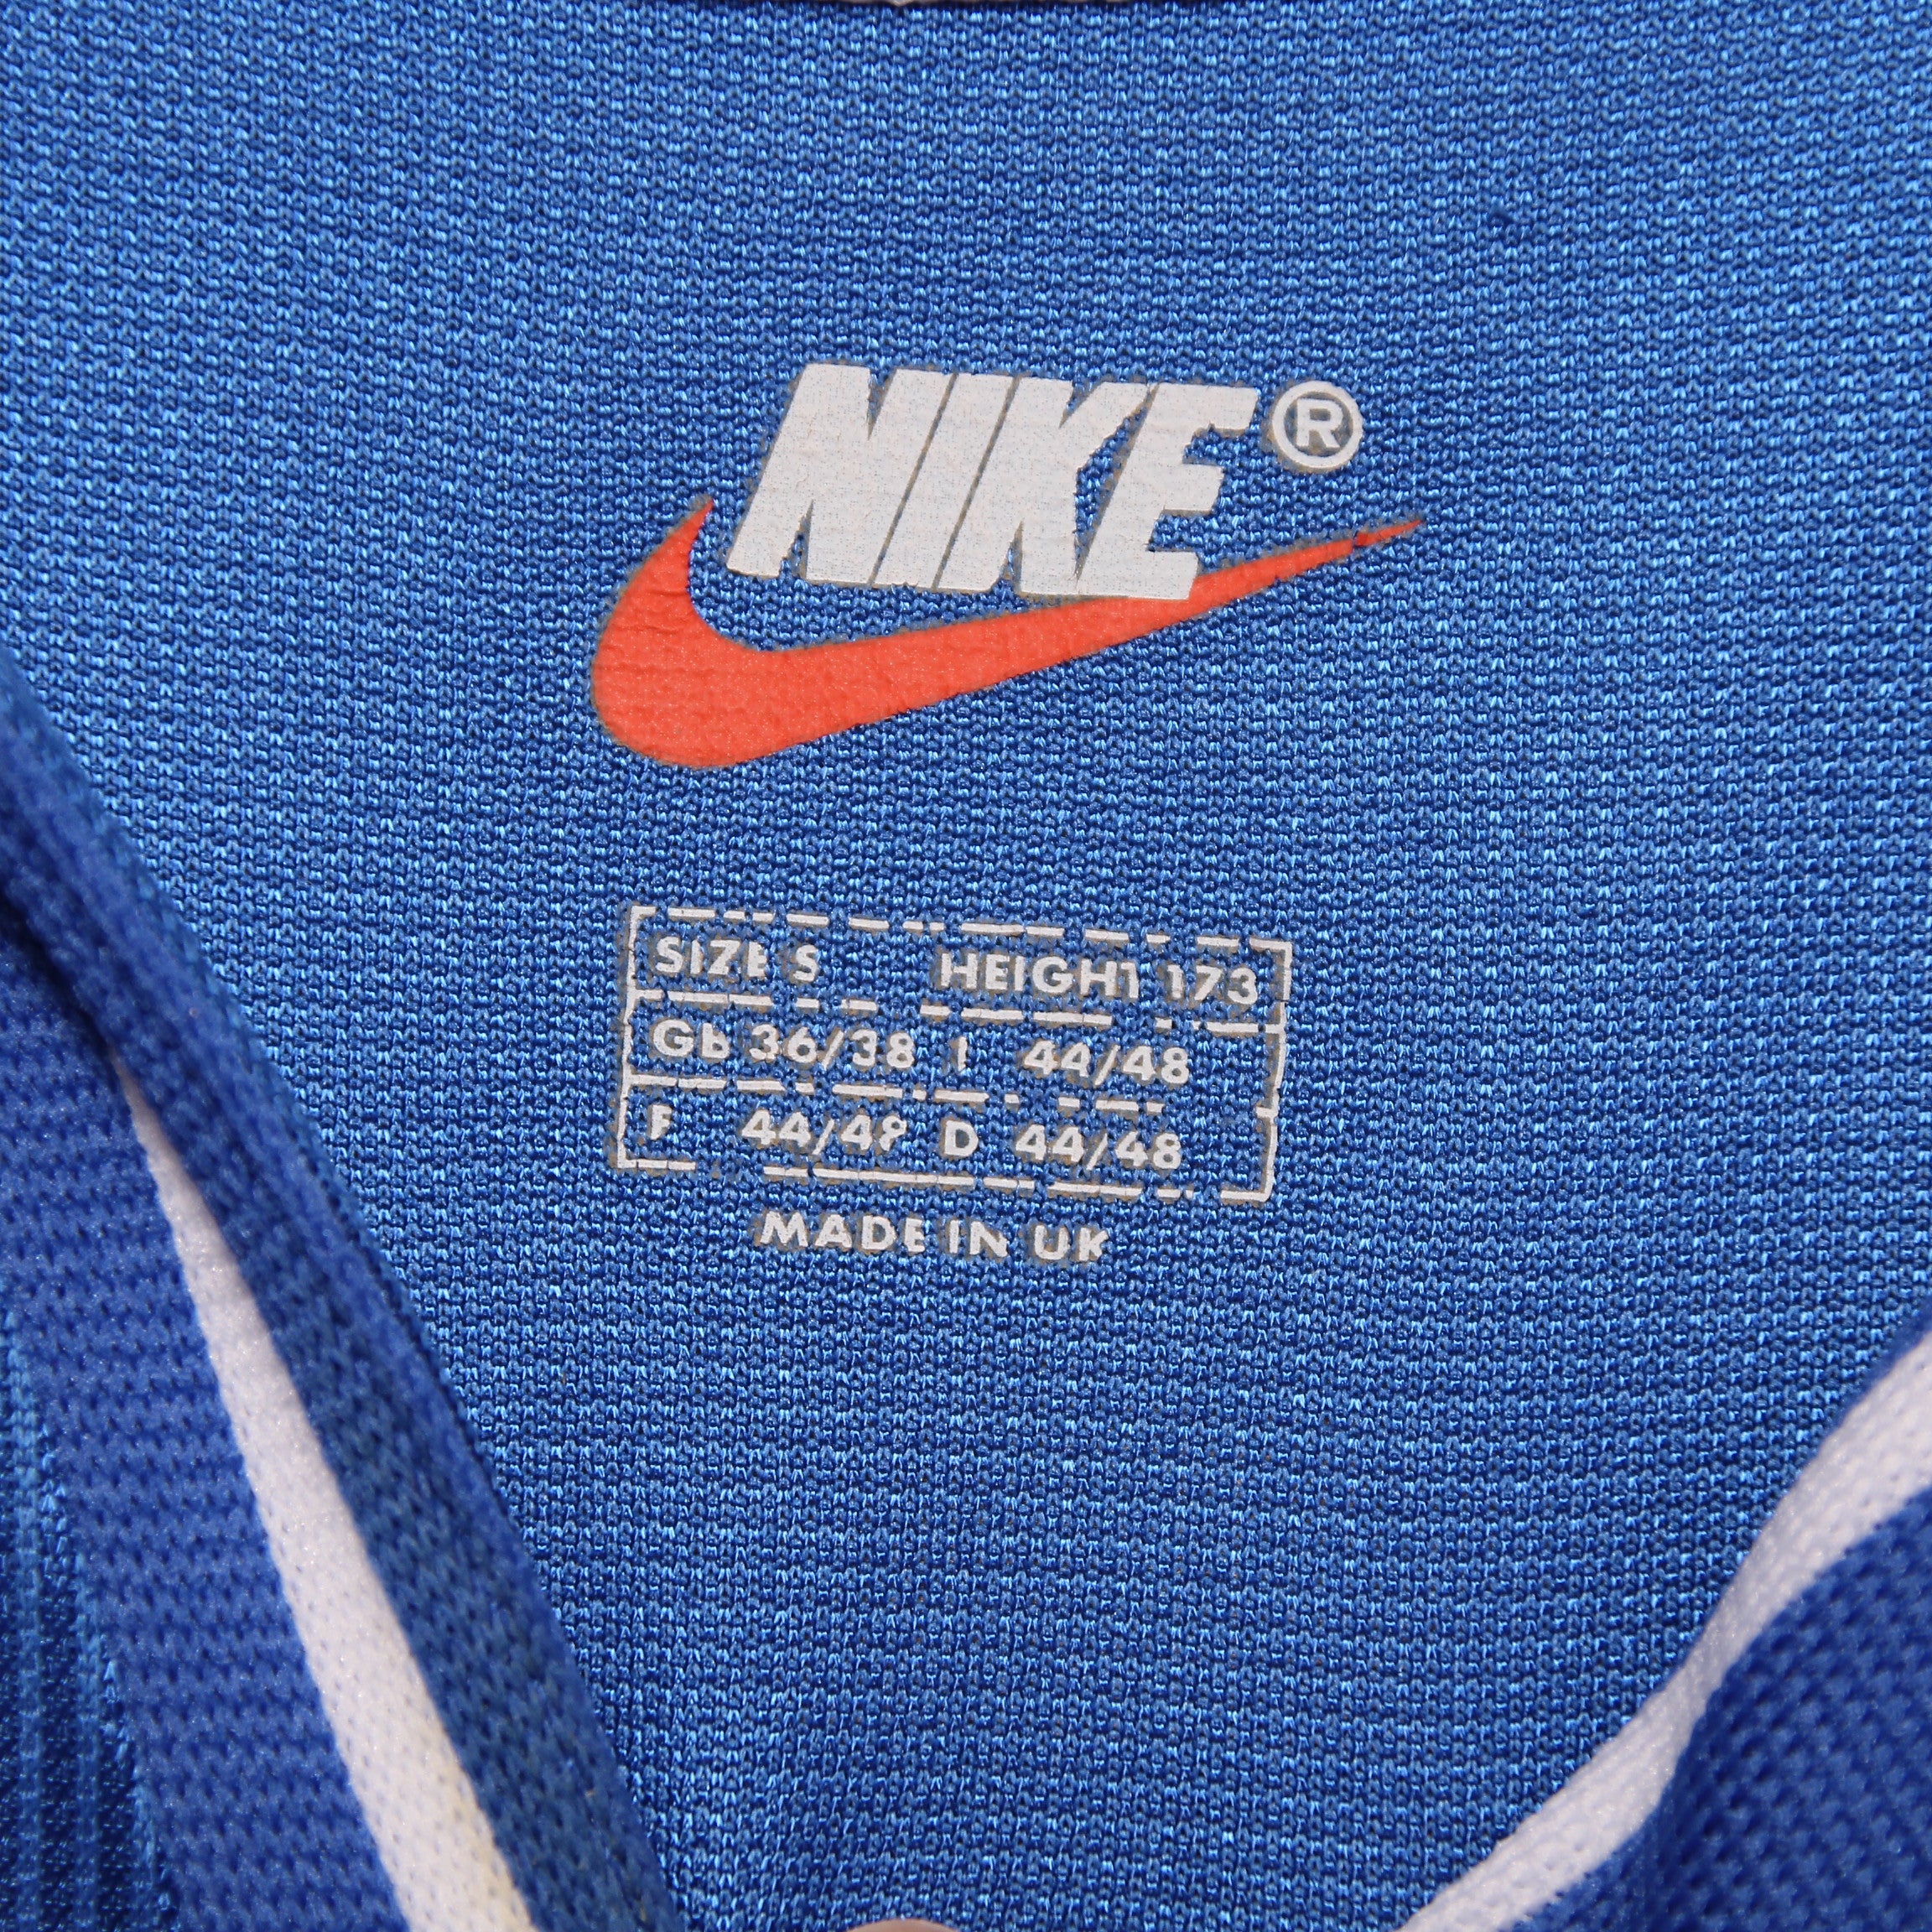 NIKE®
SIZE S HEIGHT 173
GB 36/38 I 44/48
F 44/48 D 44/48
MADE IN UK